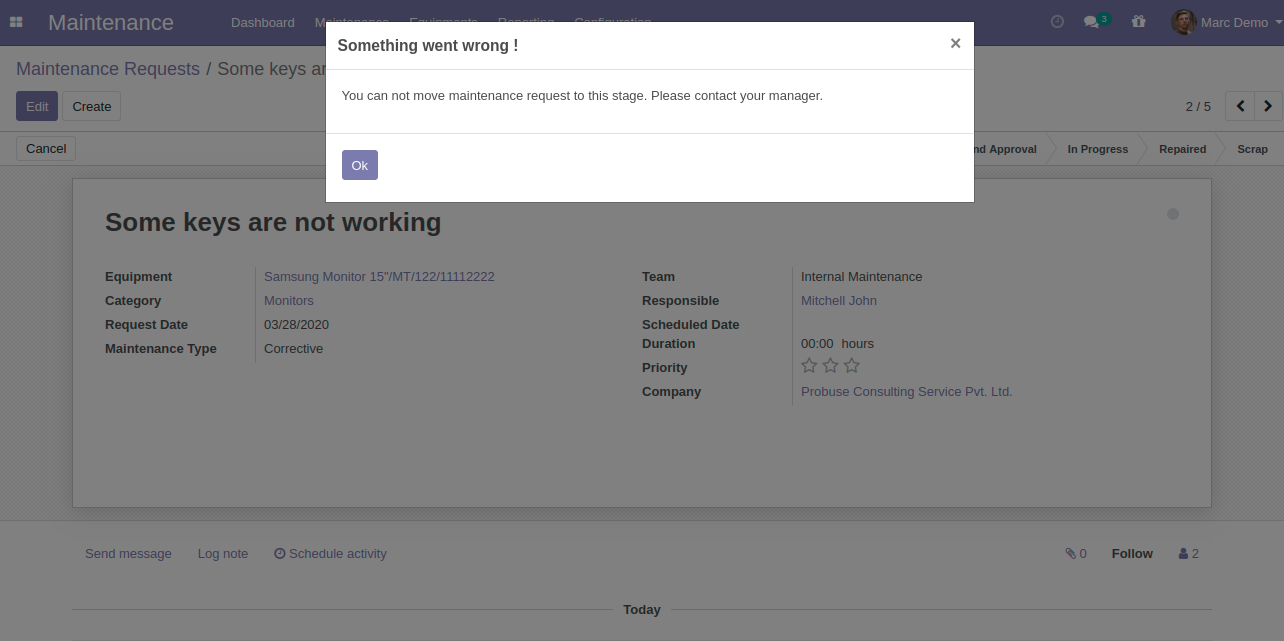 Maintenance Dashboard Maintenance Equipments Reporting Configuration 3 Marc Demo
Something went wrong ! ×
Maintenance Requests / Some keys ar
You can not move maintenance request to this stage. Please contact your manager.
Edit Create 2 / 5
Cancel nd Approval In Progress Repaired Scrap
Ok
Some keys are not working
Equipment Samsung Monitor 15"/MT/122/11112222 Team Internal Maintenance
Category Monitors Responsible Mitchell John
Request Date 03/28/2020 Scheduled Date
Maintenance Type Corrective Duration 00:00 hours
Priority
Company Probuse Consulting Service Pvt. Ltd.
Send message Log note Schedule activity 0 Follow 2
Today